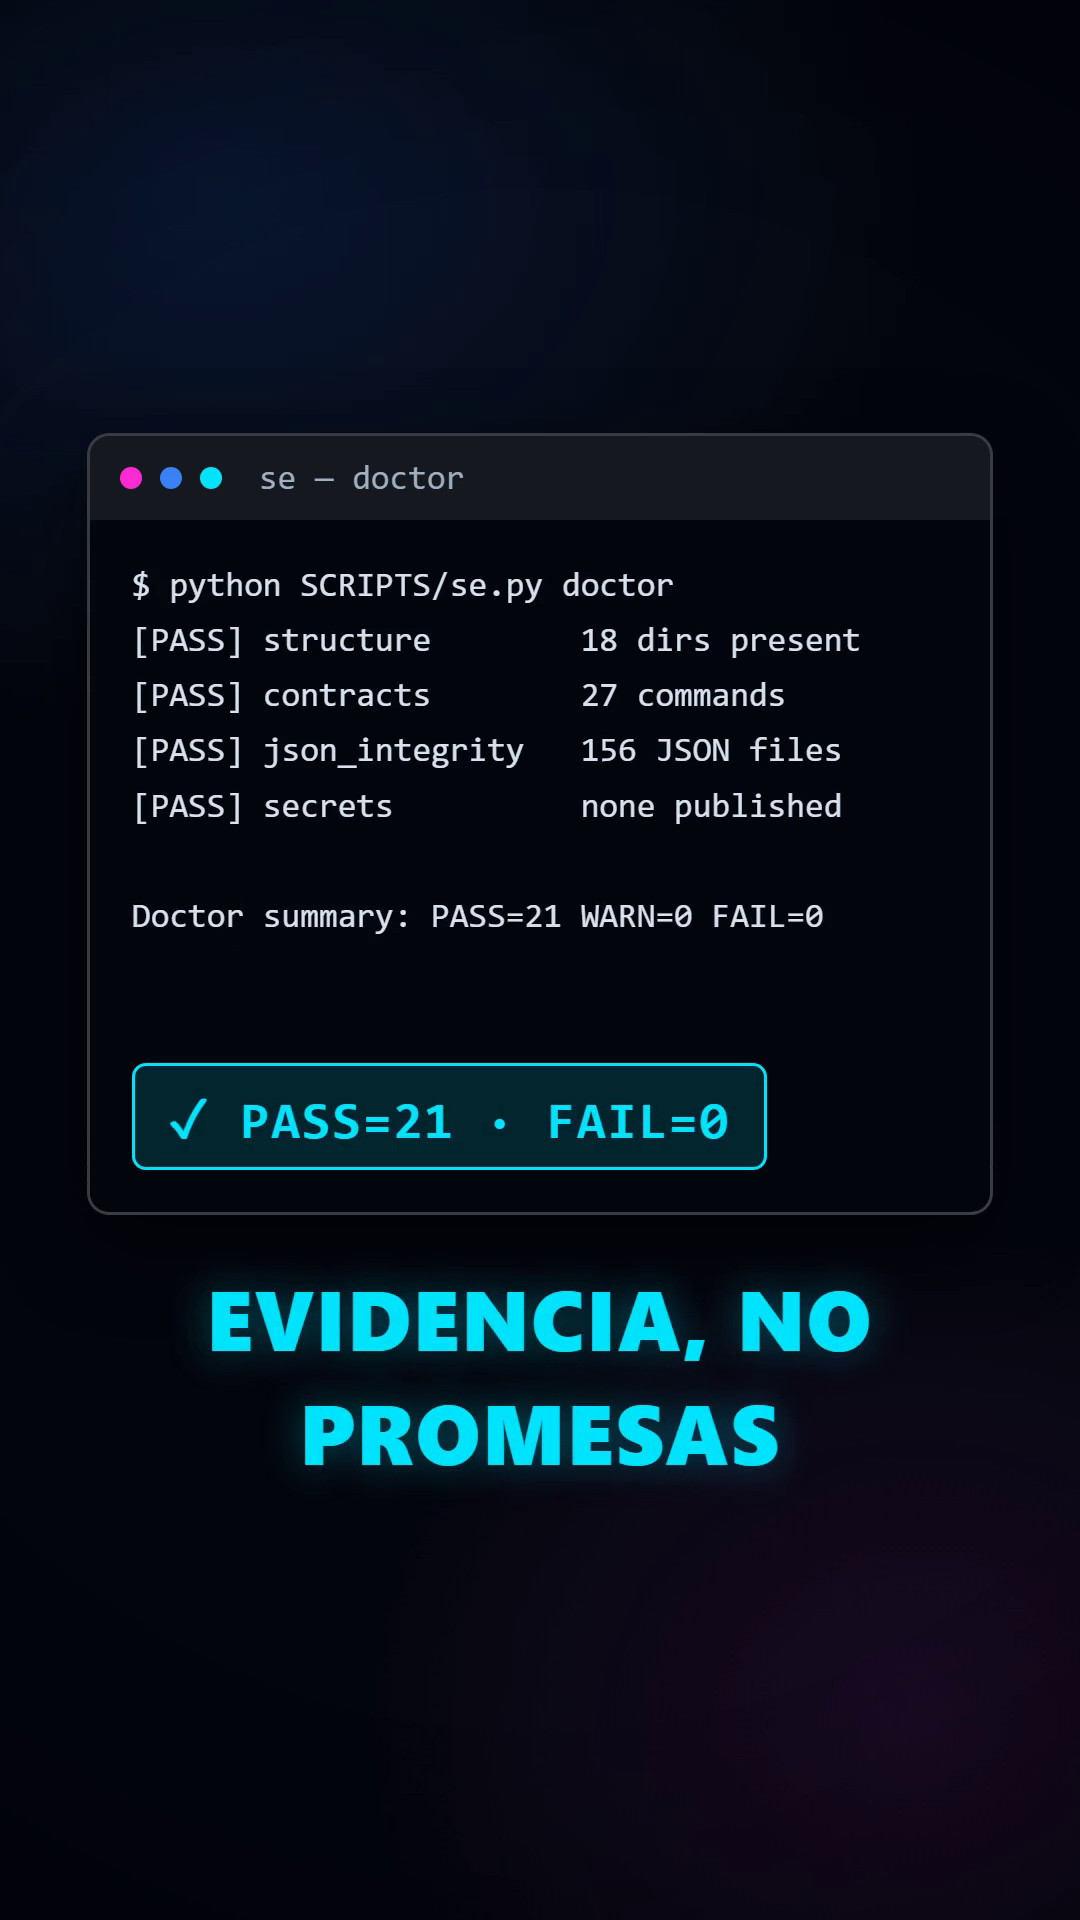 se — doctor
$ python SCRIPTS/se.py doctor
[PASS] structure 18 dirs present
[PASS] contracts 27 commands
[PASS] json_integrity 156 JSON files
[PASS] secrets none published
Doctor summary: PASS=21 WARN=0 FAIL=0
✓ PASS=21 · FAIL=0
EVIDENCIA, NO
PROMESAS